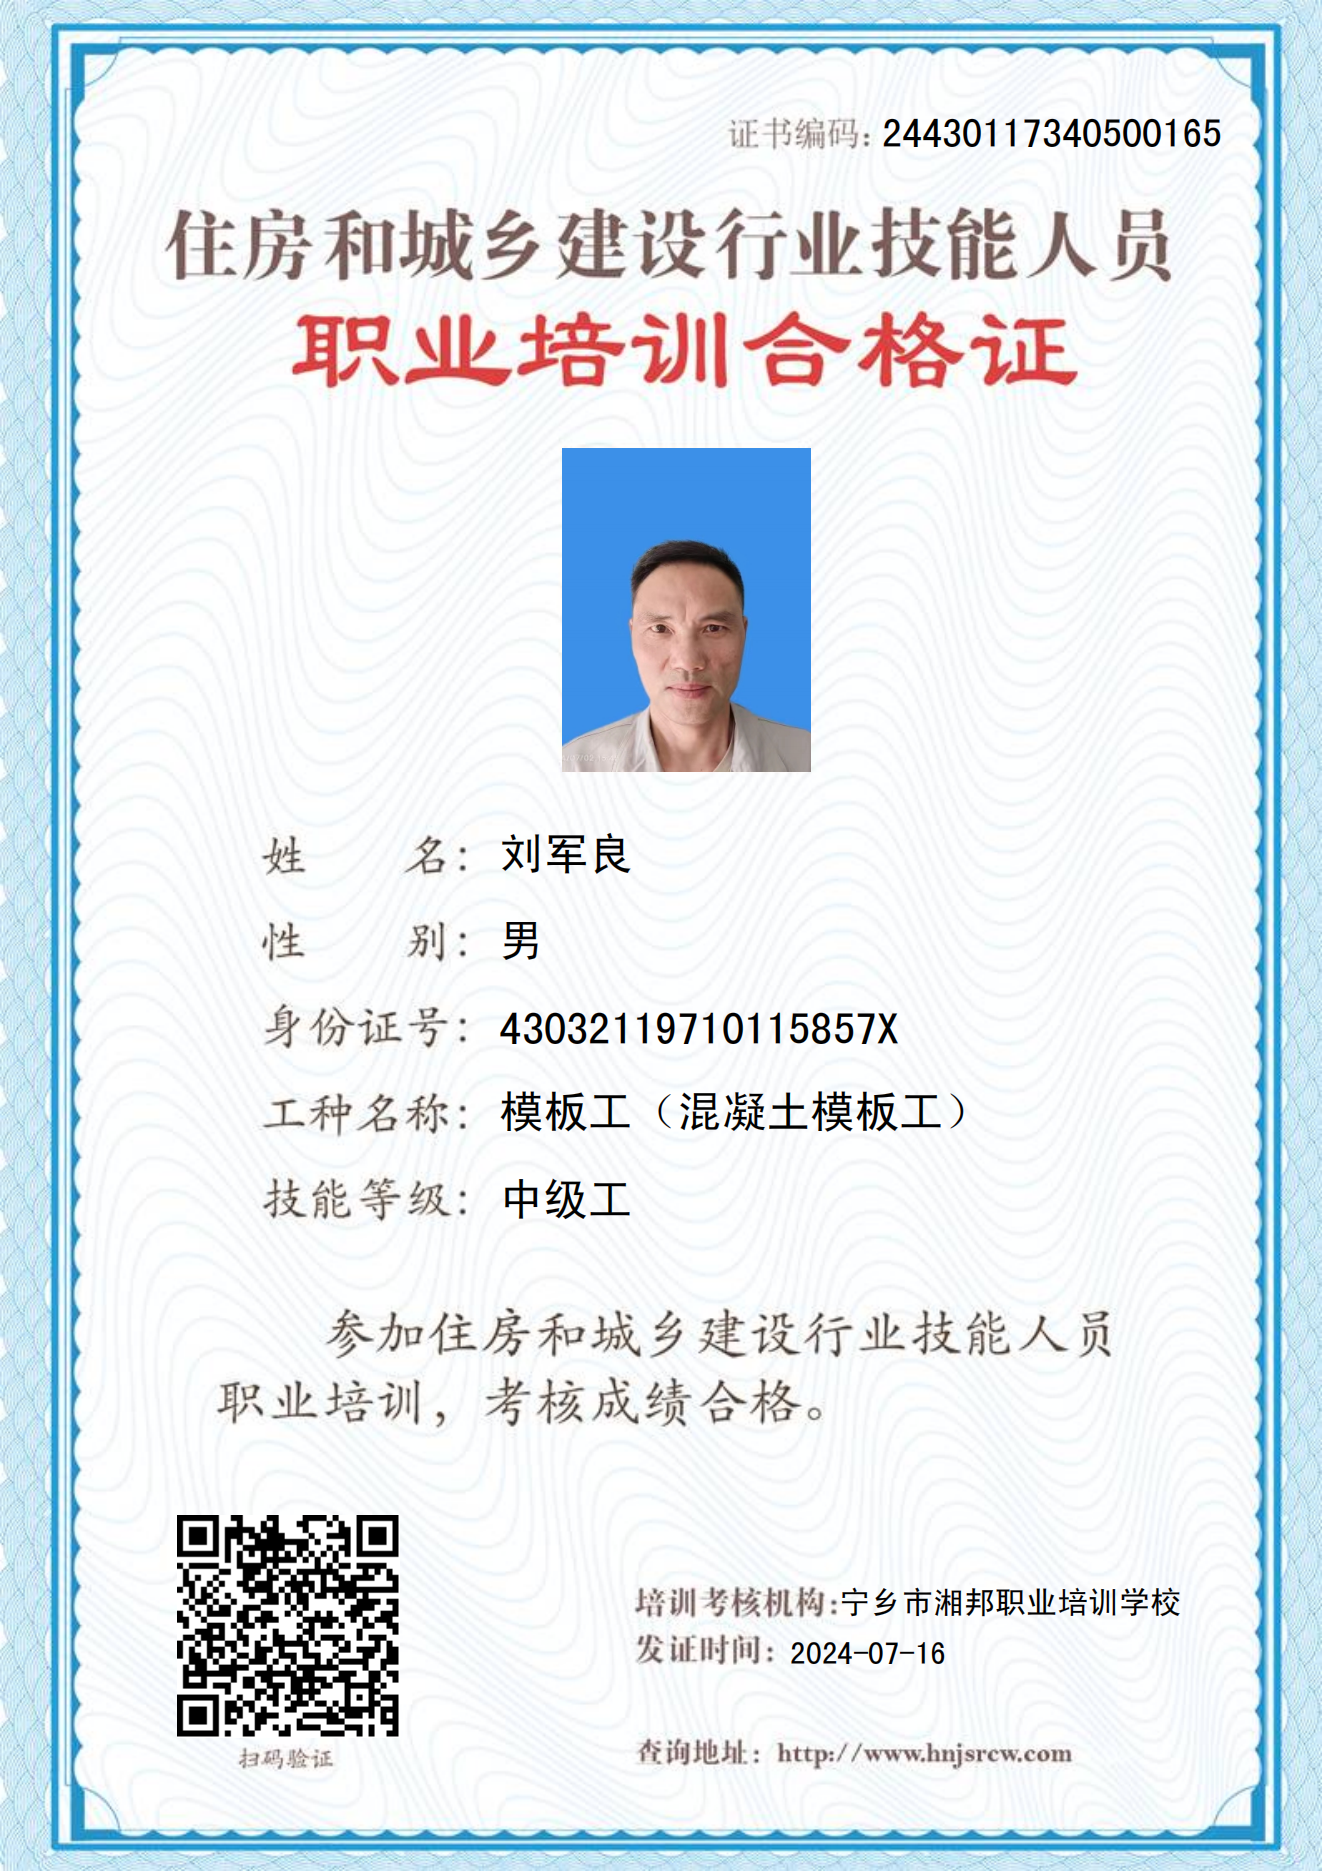 证书编码：24430117340500165
住房和城乡建设行业技能人员
职业培训合格证
姓 名：刘军良
性 别：男
身份证号：43032119710115857X
工种名称：模板工（混凝土模板工）
技能等级：中级工
参加住房和城乡建设行业技能人员
职业培训，考核成绩合格。
培训考核机构:宁乡市湘邦职业培训学校
发证时间：2024-07-16
扫码验证
查询地址：http://www.hnjsrcw.com